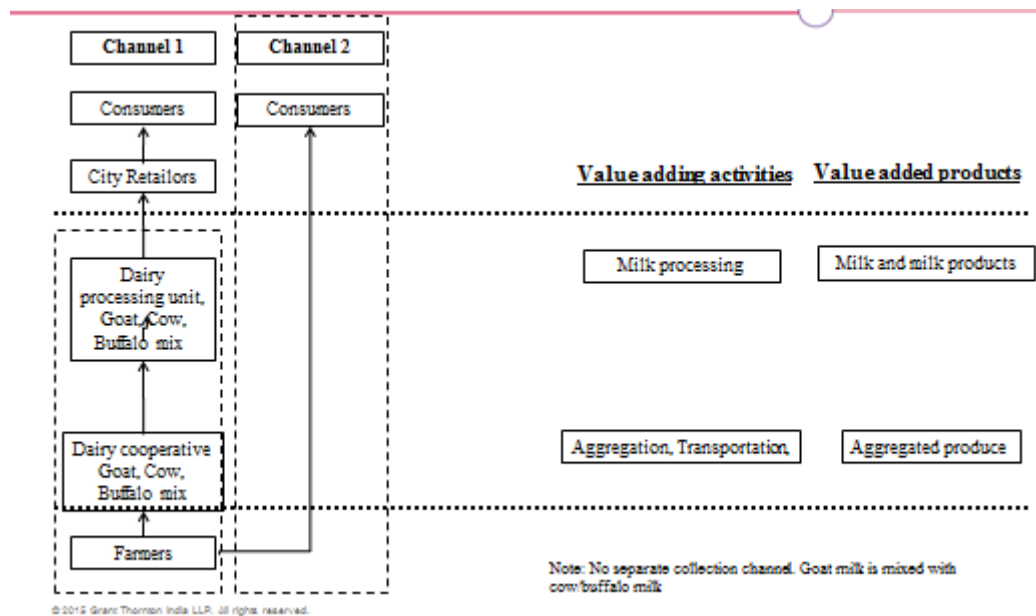 Channel 1
Channel 2
Consumers
Consumers
City Retailors
Value adding activities
Value added products
Dairy
processing unit,
Goat, Cow,
Buffalo mix
Milk processing
Milk and milk products
Dairy cooperative
Goat, Cow,
Buffalo mix
Aggregation, Transportation,
Aggregated produce
Farmers
Note: No separate collection channel. Goat milk is mixed with
cow/buffalo milk
© 2015 Grant Thornton India LLP. All rights reserved.